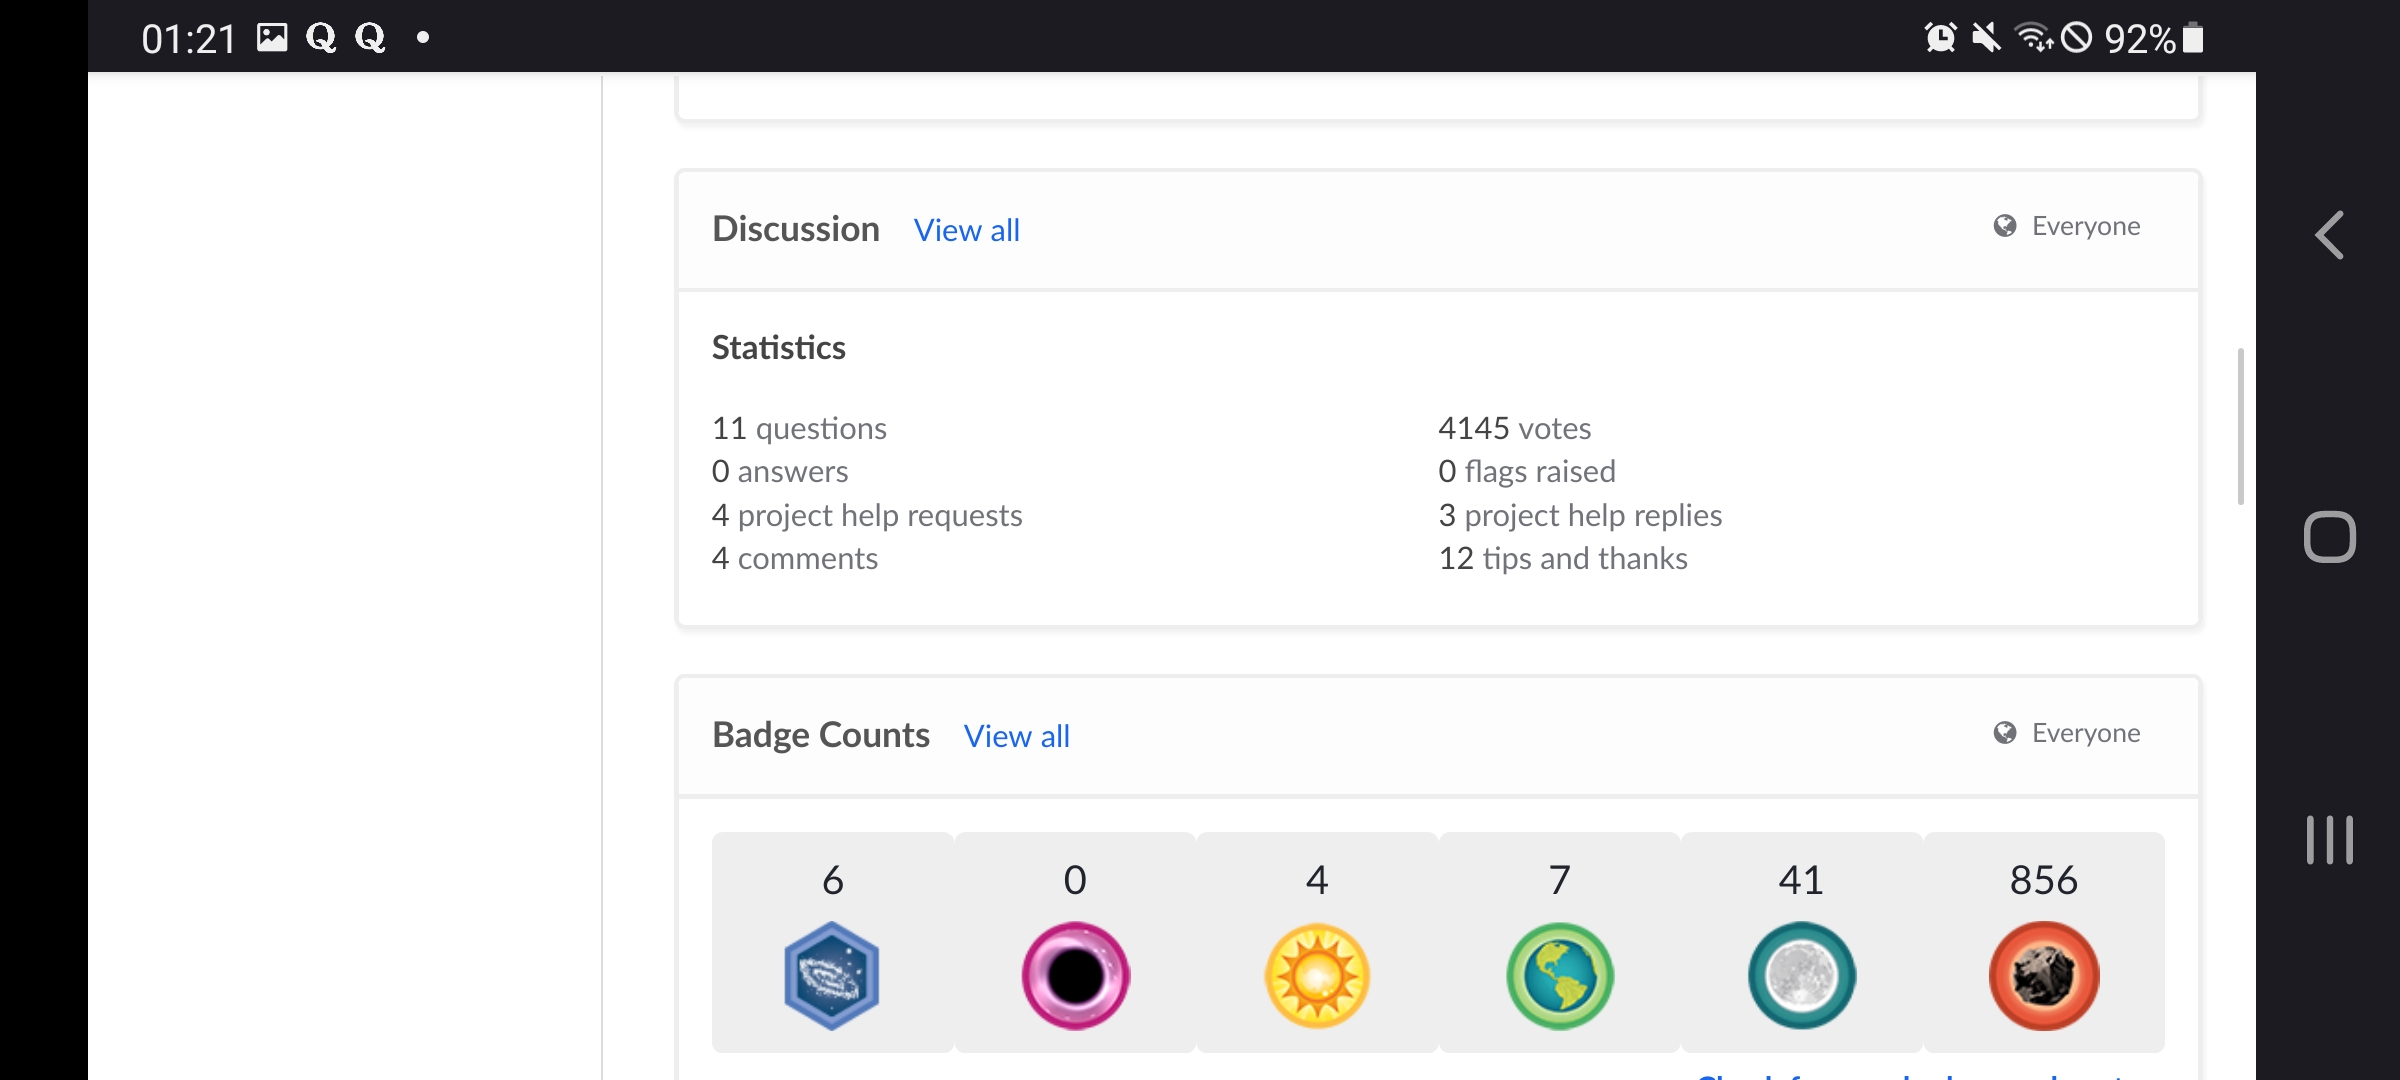 01:21
92%
Discussion View all Everyone
Statistics
11 questions
0 answers
4 project help requests
4 comments
4145 votes
0 flags raised
3 project help replies
12 tips and thanks
Badge Counts View all Everyone
6 0 4 7 41 856